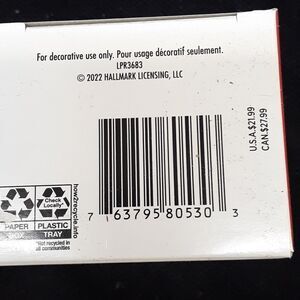 For decorative use only. Pour usage décoratif seulement.
LPR3683
© 2022 HALLMARK LICENSING, LLC
U.S.A. $21.99
CAN. $27.99
Check
Locally*
how2recycle.info
PAPER
BOX
PLASTIC
TRAY
*Not recycled in
all communities
7 63795 80530 3